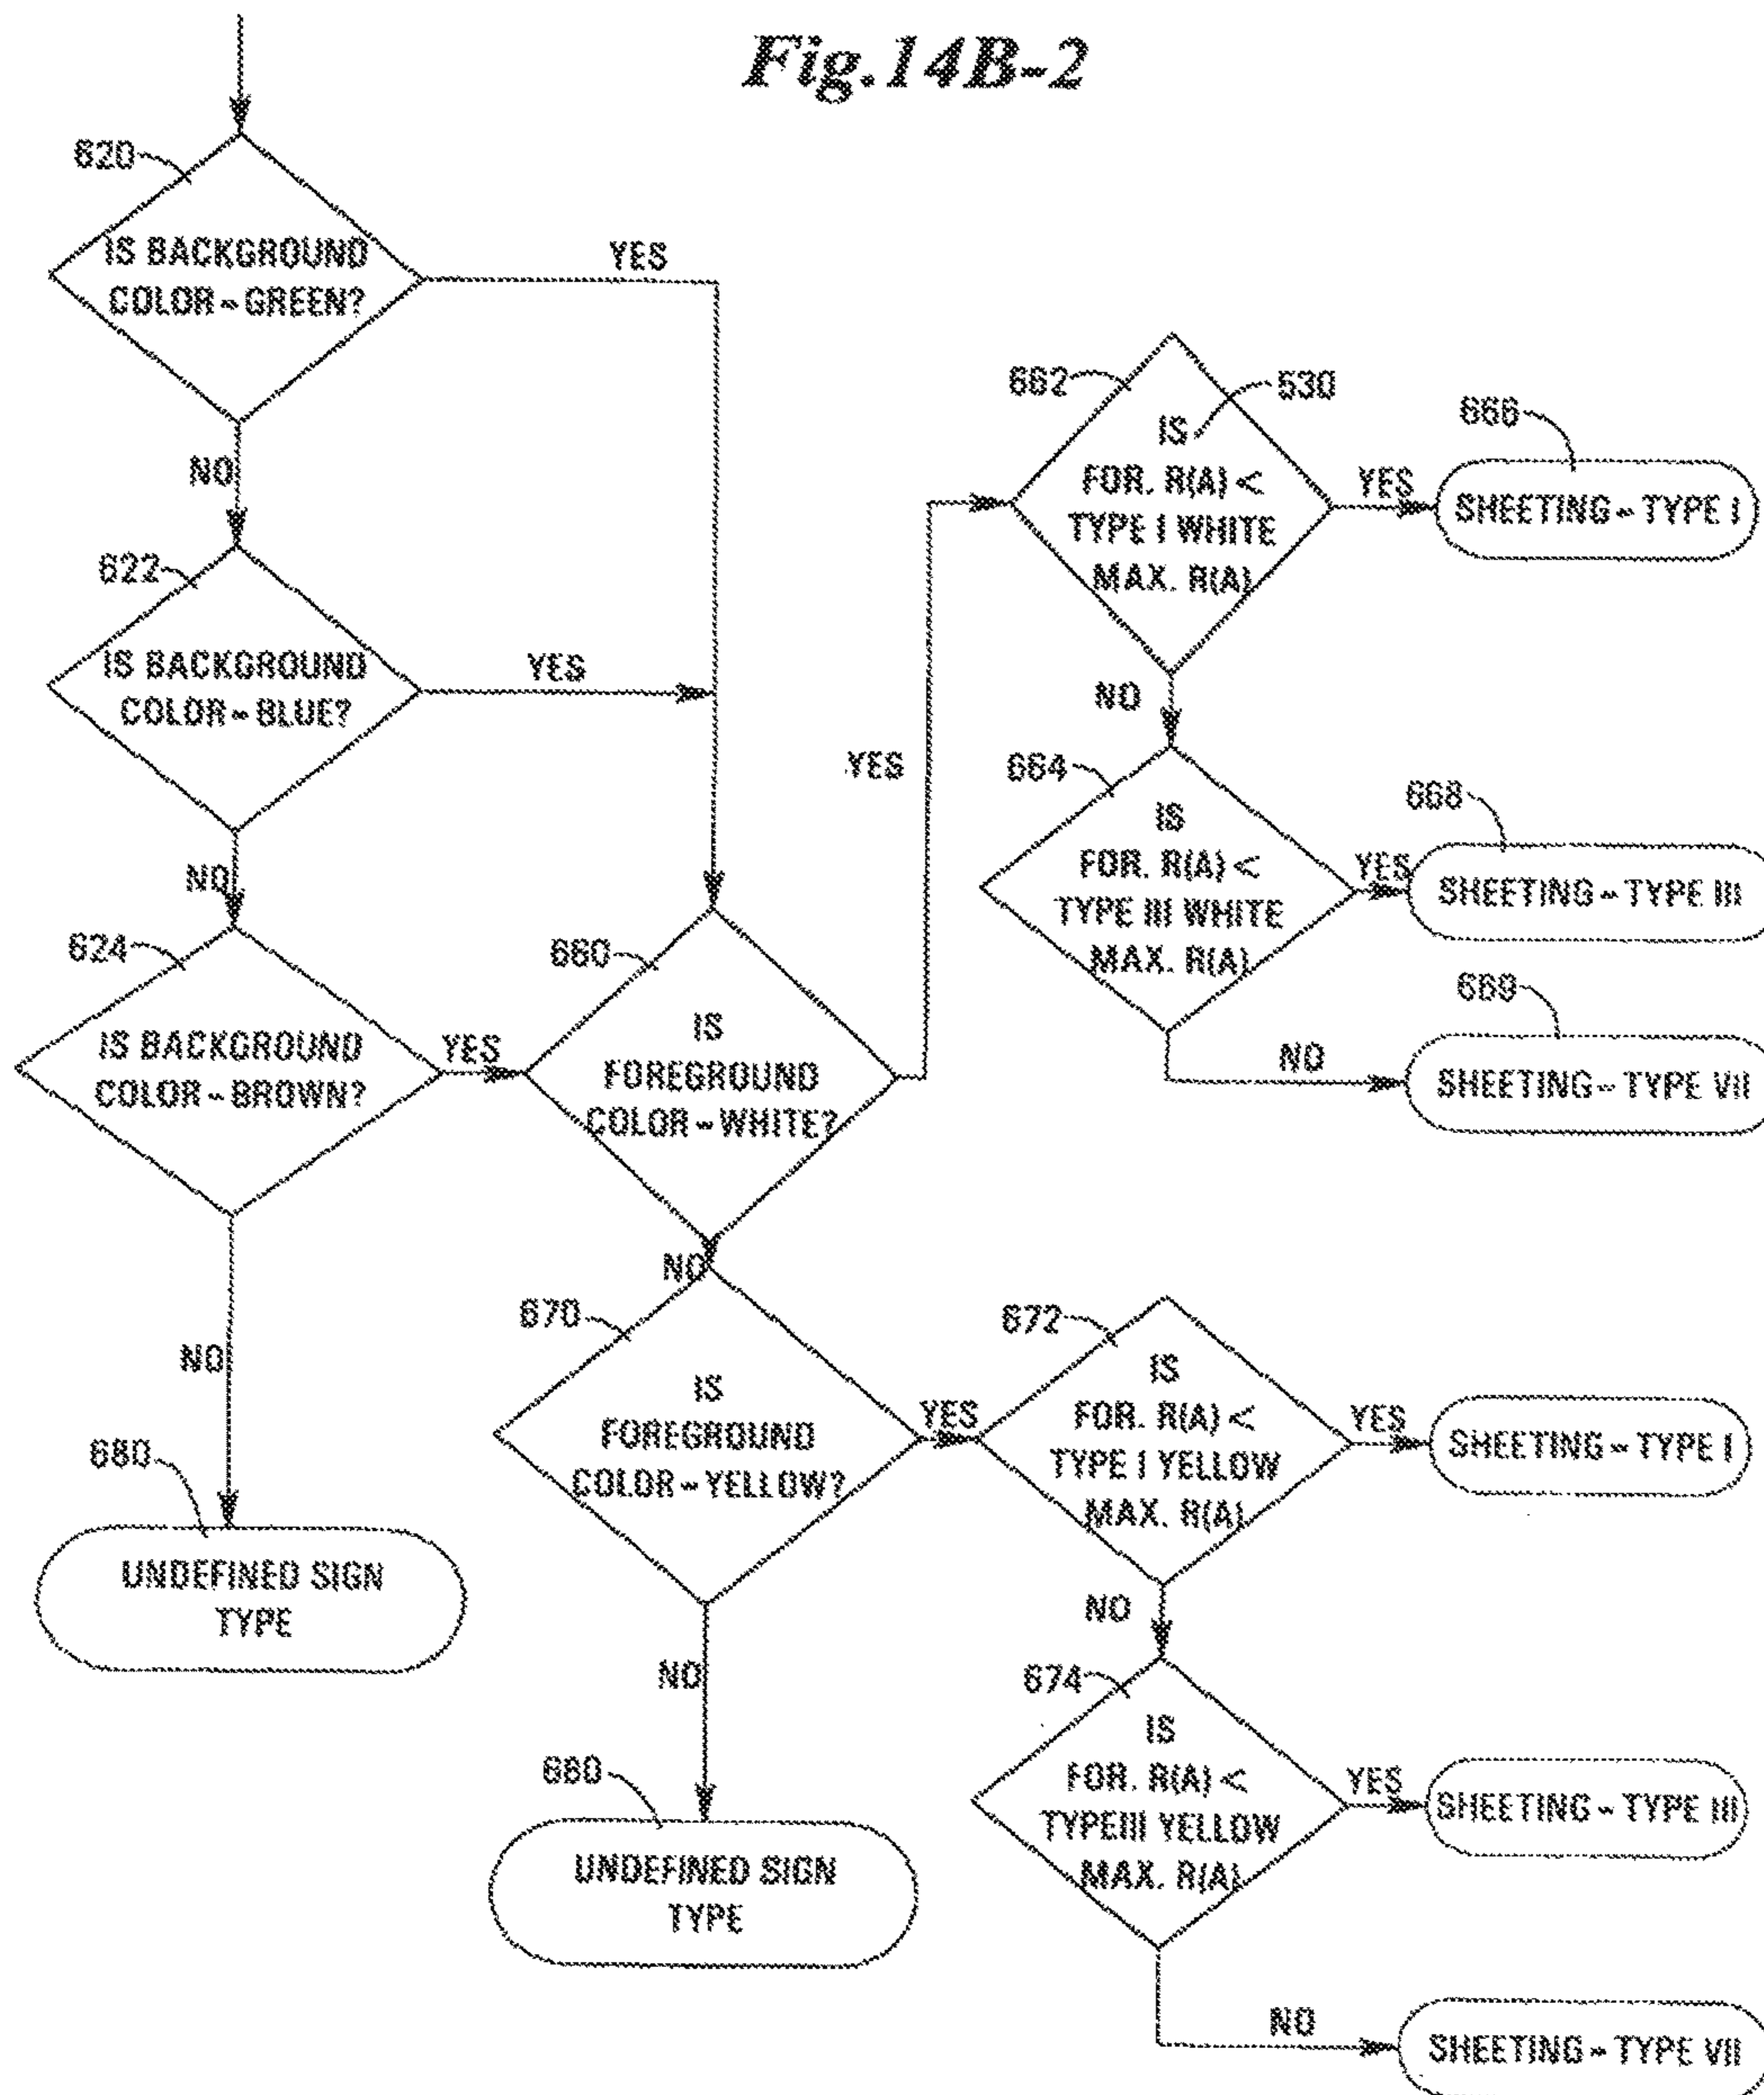 Fig.14B-2
620
IS BACKGROUND
COLOR = GREEN?
YES
NO
622
IS BACKGROUND
COLOR = BLUE?
YES
NO
624
IS BACKGROUND
COLOR = BROWN?
YES
NO
680
UNDEFINED SIGN
TYPE
660
IS
FOREGROUND
COLOR = WHITE?
YES
NO
662
530
IS
FOR. R(A) <
TYPE I WHITE
MAX. R(A)
YES
666
SHEETING = TYPE I
NO
664
IS
FOR. R(A) <
TYPE III WHITE
MAX. R(A)
YES
668
SHEETING = TYPE III
NO
669
SHEETING = TYPE VII
670
IS
FOREGROUND
COLOR = YELLOW?
YES
NO
680
UNDEFINED SIGN
TYPE
672
IS
FOR. R(A) <
TYPE I YELLOW
MAX. R(A)
YES
SHEETING = TYPE I
NO
674
IS
FOR. R(A) <
TYPEIII YELLOW
MAX. R(A)
YES
SHEETING = TYPE III
NO
SHEETING = TYPE VII